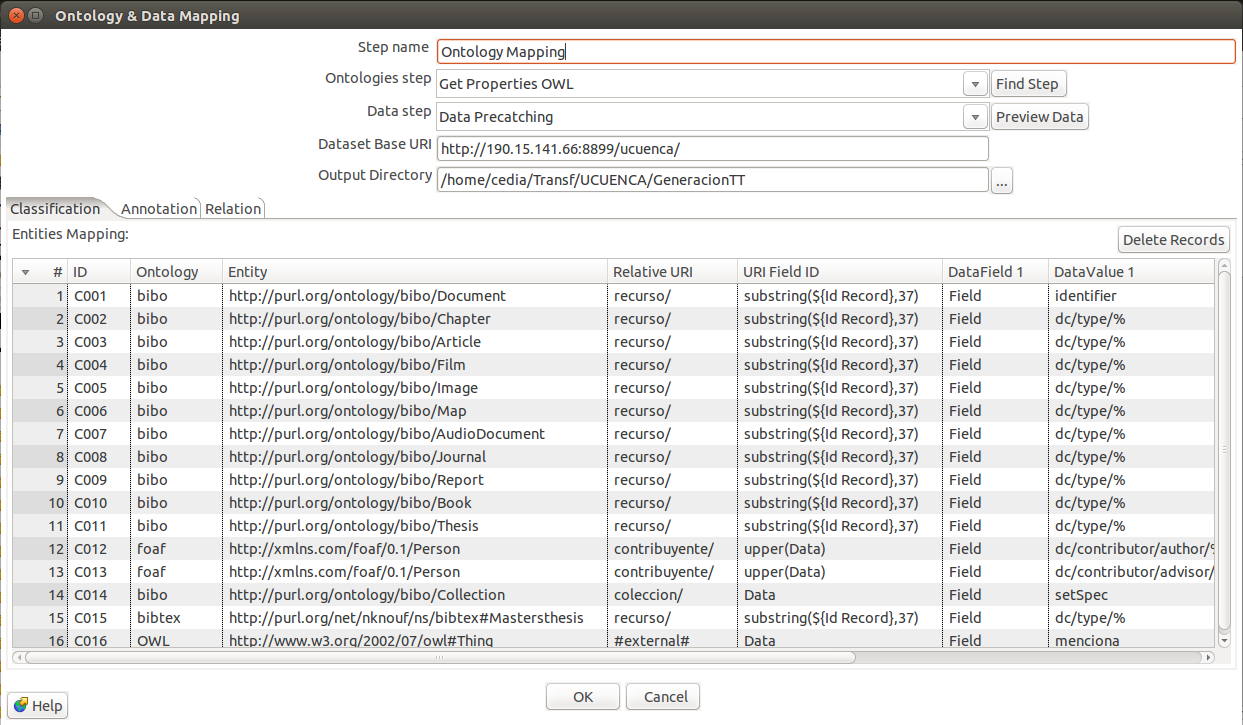 Ontology & Data Mapping
Step name Ontology Mapping
Ontologies step Get Properties OWL Find Step
Data step Data Precatching Preview Data
Dataset Base URI http://190.15.141.66:8899/ucuenca/
Output Directory /home/cedia/Transf/UCUENCA/GeneracionTT ...
Classification Annotation Relation
Entities Mapping: Delete Records
# ID Ontology Entity Relative URI URI Field ID DataField 1 DataValue 1
1 C001 bibo http://purl.org/ontology/bibo/Document recurso/ substring(${Id Record},37) Field identifier
2 C002 bibo http://purl.org/ontology/bibo/Chapter recurso/ substring(${Id Record},37) Field dc/type/%
3 C003 bibo http://purl.org/ontology/bibo/Article recurso/ substring(${Id Record},37) Field dc/type/%
4 C004 bibo http://purl.org/ontology/bibo/Film recurso/ substring(${Id Record},37) Field dc/type/%
5 C005 bibo http://purl.org/ontology/bibo/Image recurso/ substring(${Id Record},37) Field dc/type/%
6 C006 bibo http://purl.org/ontology/bibo/Map recurso/ substring(${Id Record},37) Field dc/type/%
7 C007 bibo http://purl.org/ontology/bibo/AudioDocument recurso/ substring(${Id Record},37) Field dc/type/%
8 C008 bibo http://purl.org/ontology/bibo/Journal recurso/ substring(${Id Record},37) Field dc/type/%
9 C009 bibo http://purl.org/ontology/bibo/Report recurso/ substring(${Id Record},37) Field dc/type/%
10 C010 bibo http://purl.org/ontology/bibo/Book recurso/ substring(${Id Record},37) Field dc/type/%
11 C011 bibo http://purl.org/ontology/bibo/Thesis recurso/ substring(${Id Record},37) Field dc/type/%
12 C012 foaf http://xmlns.com/foaf/0.1/Person contribuyente/ upper(Data) Field dc/contributor/author/%
13 C013 foaf http://xmlns.com/foaf/0.1/Person contribuyente/ upper(Data) Field dc/contributor/advisor/
14 C014 bibo http://purl.org/ontology/bibo/Collection coleccion/ Data Field setSpec
15 C015 bibtex http://purl.org/net/nknouf/ns/bibtex#Mastersthesis recurso/ substring(${Id Record},37) Field dc/type/%
16 C016 OWL http://www.w3.org/2002/07/owl#Thing #external# Data Field menciona
Help OK Cancel